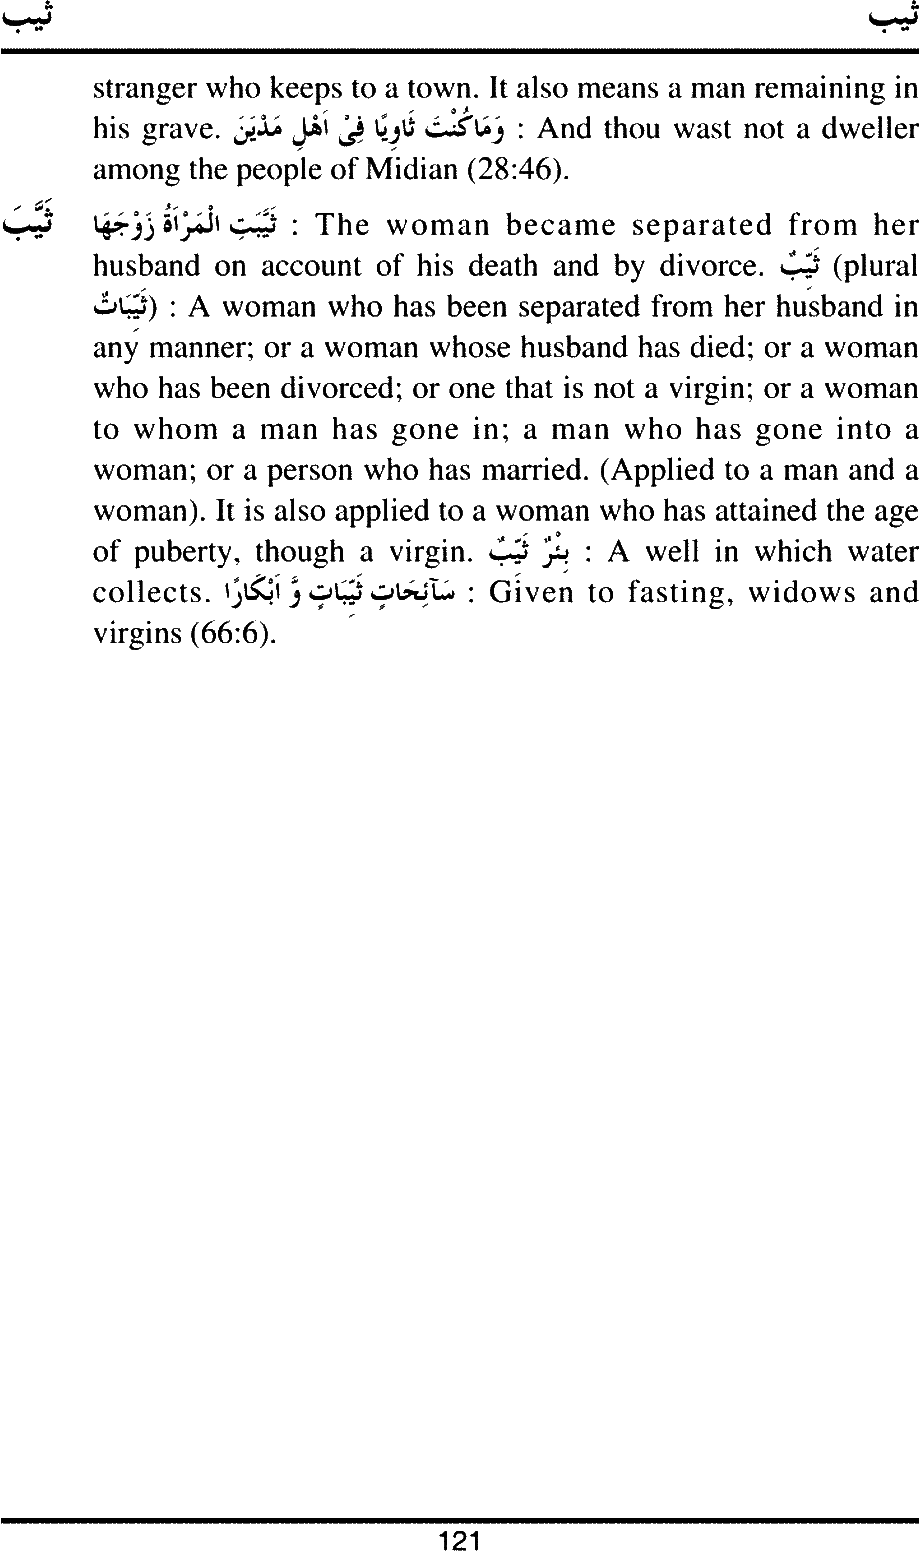 ثيب ثيب
stranger who keeps to a town. It also means a man remaining in
his grave. وَمَاكُنْتَ ثَاوِيًا فِىْ اَهْلِ مَدْيَنَ : And thou wast not a dweller
among the people of Midian (28:46).
ثَيَّبَ ثَيَّبَتِ الْمَرْاَةُ زَوْجَهَا : The woman became separated from her
husband on account of his death and by divorce. ثَيِّبٌ (plural
ثَيِّبَاتٌ) : A woman who has been separated from her husband in
any manner; or a woman whose husband has died; or a woman
who has been divorced; or one that is not a virgin; or a woman
to whom a man has gone in; a man who has gone into a
woman; or a person who has married. (Applied to a man and a
woman). It is also applied to a woman who has attained the age
of puberty, though a virgin. بِئْرٌ ثَيِّبٌ : A well in which water
collects. سَآئِحَاتٍ ثَيِّبَاتٍ وَّ اَبْكَارًا : Given to fasting, widows and
virgins (66:6).
121